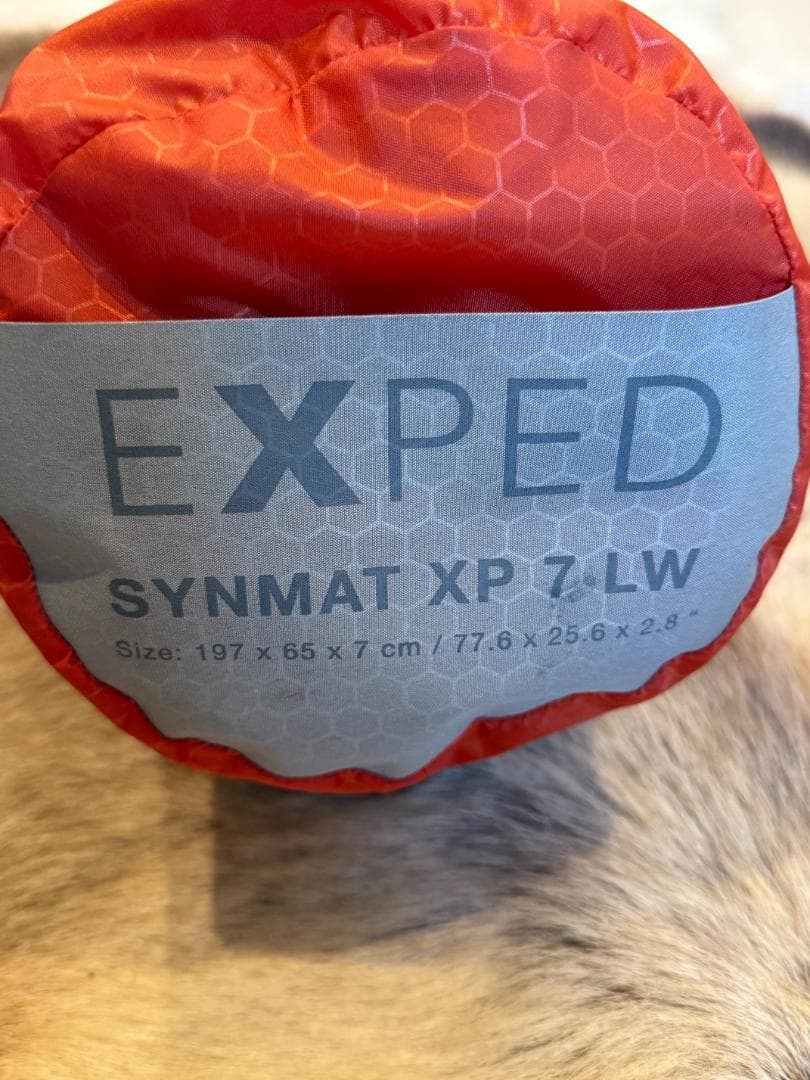 EXPED
SYNMAT XP 7 LW
Size: 197 x 65 x 7 cm / 77.6 x 25.6 x 2.8 "